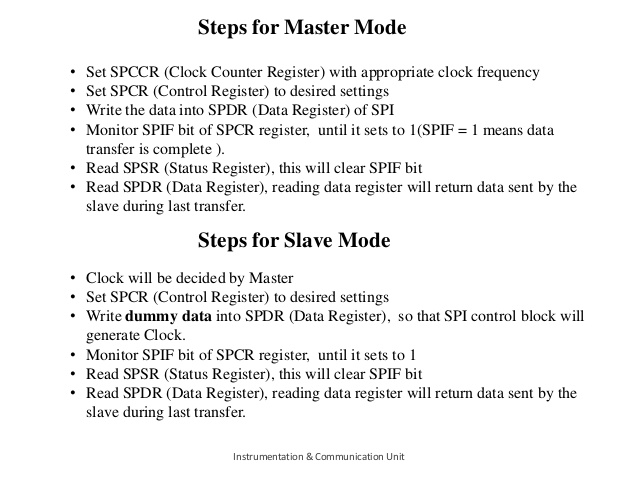 Steps for Master Mode
• Set SPCCR (Clock Counter Register) with appropriate clock frequency
• Set SPCR (Control Register) to desired settings
• Write the data into SPDR (Data Register) of SPI
• Monitor SPIF bit of SPCR register,  until it sets to 1(SPIF = 1 means data
transfer is complete ).
• Read SPSR (Status Register), this will clear SPIF bit
• Read SPDR (Data Register), reading data register will return data sent by the
slave during last transfer.
Steps for Slave Mode
• Clock will be decided by Master
• Set SPCR (Control Register) to desired settings
• Write dummy data into SPDR (Data Register),  so that SPI control block will
generate Clock.
• Monitor SPIF bit of SPCR register,  until it sets to 1
• Read SPSR (Status Register), this will clear SPIF bit
• Read SPDR (Data Register), reading data register will return data sent by the
slave during last transfer.
Instrumentation & Communication Unit